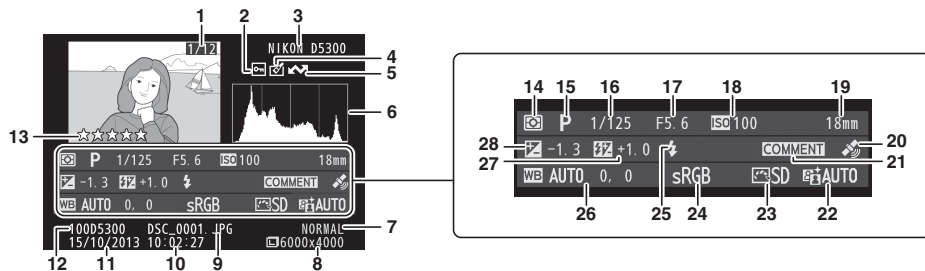 1 2 3
1/12 NIKON D5300
4
5
6
13
P 1/125 F5.6 ISO 100 18mm
-1.3 +1.0 COMMENT
WB AUTO 0, 0 sRGB SD AUTO
100D5300 DSC_0001.JPG NORMAL
15/10/2013 10:02:27 6000x4000
7
12 11 10 9 8
14 15 16 17 18 19
P 1/125 F5.6 ISO 100 18mm
28 -1.3 +1.0 COMMENT 20
27 25 21
WB AUTO 0, 0 sRGB SD AUTO
26 24 23 22